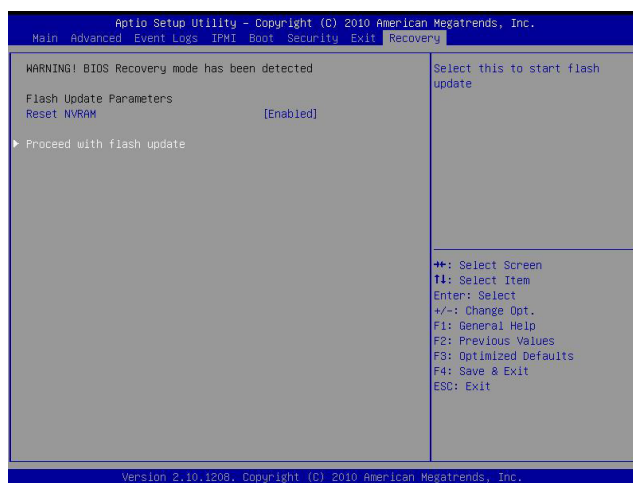 Aptio Setup Utility – Copyright (C) 2010 American Megatrends, Inc.
Main Advanced Event Logs IPMI Boot Security Exit Recovery
WARNING! BIOS Recovery mode has been detected
Flash Update Parameters
Reset NVRAM [Enabled]
Proceed with flash update
Select this to start flash
update
→←: Select Screen
↑↓: Select Item
Enter: Select
+/-: Change Opt.
F1: General Help
F2: Previous Values
F3: Optimized Defaults
F4: Save & Exit
ESC: Exit
Version 2.10.1208. Copyright (C) 2010 American Megatrends, Inc.